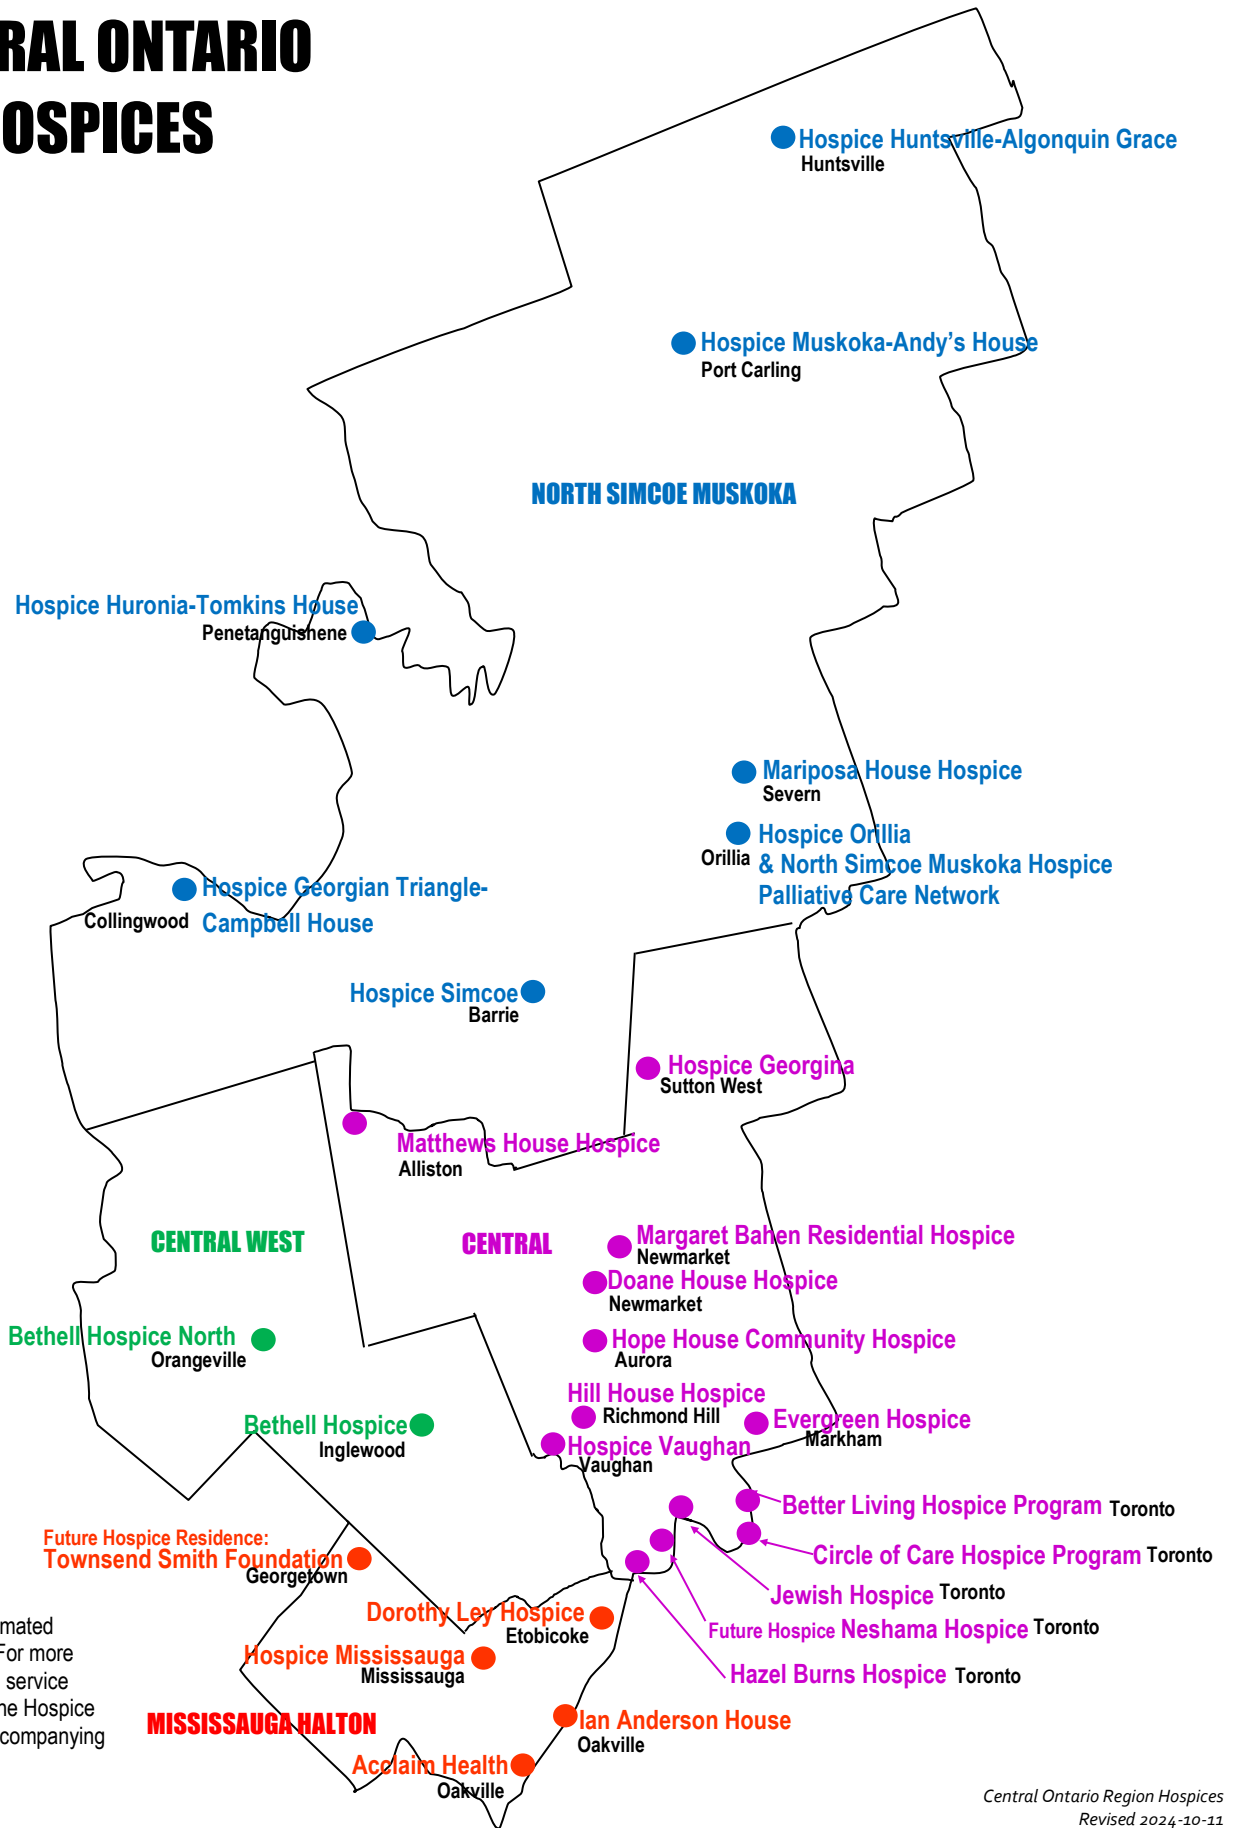 RAL ONTARIO
OSPICES
Hospice Huntsville-Algonquin Grace
Huntsville
Hospice Muskoka-Andy's House
Port Carling
NORTH SIMCOE MUSKOKA
Hospice Huronia-Tomkins House
Penetanguishene
Mariposa House Hospice
Severn
Hospice Orillia
Orillia
& North Simcoe Muskoka Hospice
Palliative Care Network
Hospice Georgian Triangle-
Collingwood
Campbell House
Hospice Simcoe
Barrie
Hospice Georgina
Sutton West
Matthews House Hospice
Alliston
CENTRAL WEST
CENTRAL
Margaret Bahen Residential Hospice
Newmarket
Doane House Hospice
Newmarket
Bethell Hospice North
Orangeville
Hope House Community Hospice
Aurora
Hill House Hospice
Richmond Hill
Evergreen Hospice
Markham
Bethell Hospice
Inglewood
Hospice Vaughan
Vaughan
Better Living Hospice Program Toronto
Future Hospice Residence:
Townsend Smith Foundation
Georgetown
Circle of Care Hospice Program Toronto
Jewish Hospice Toronto
Dorothy Ley Hospice
Etobicoke
Future Hospice Neshama Hospice Toronto
Hospice Mississauga
Mississauga
Hazel Burns Hospice Toronto
mated
For more
service
ne Hospice
companying
MISSISSAUGA HALTON
Ian Anderson House
Oakville
Acclaim Health
Oakville
Central Ontario Region Hospices
Revised 2024-10-11